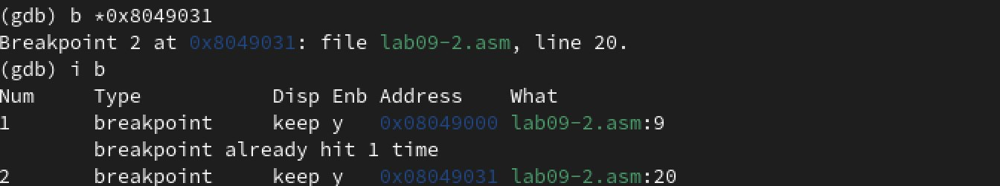 (gdb) b *0x8049031
Breakpoint 2 at 0x8049031: file lab09-2.asm, line 20.
(gdb) i b
Num     Type           Disp Enb Address    What
1       breakpoint     keep y   0x08049000 lab09-2.asm:9
        breakpoint already hit 1 time
2       breakpoint     keep y   0x08049031 lab09-2.asm:20